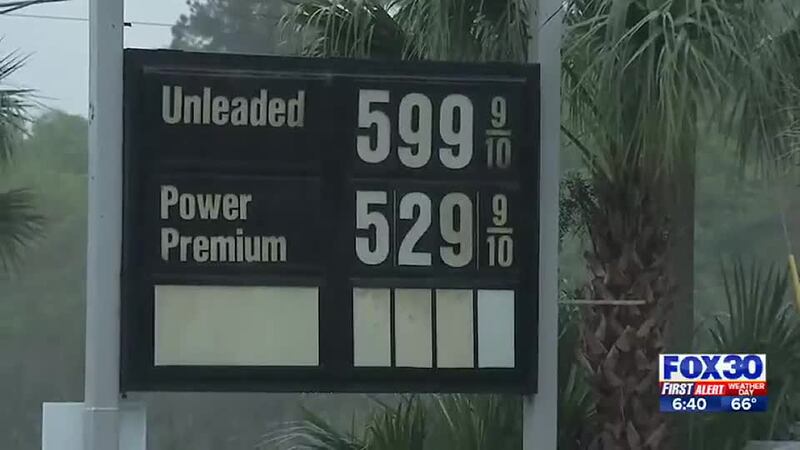 Unleaded 599 9/10
Power
Premium 529 9/10
FOX30
FIRST ALERT WEATHER DAY
6:40 66°